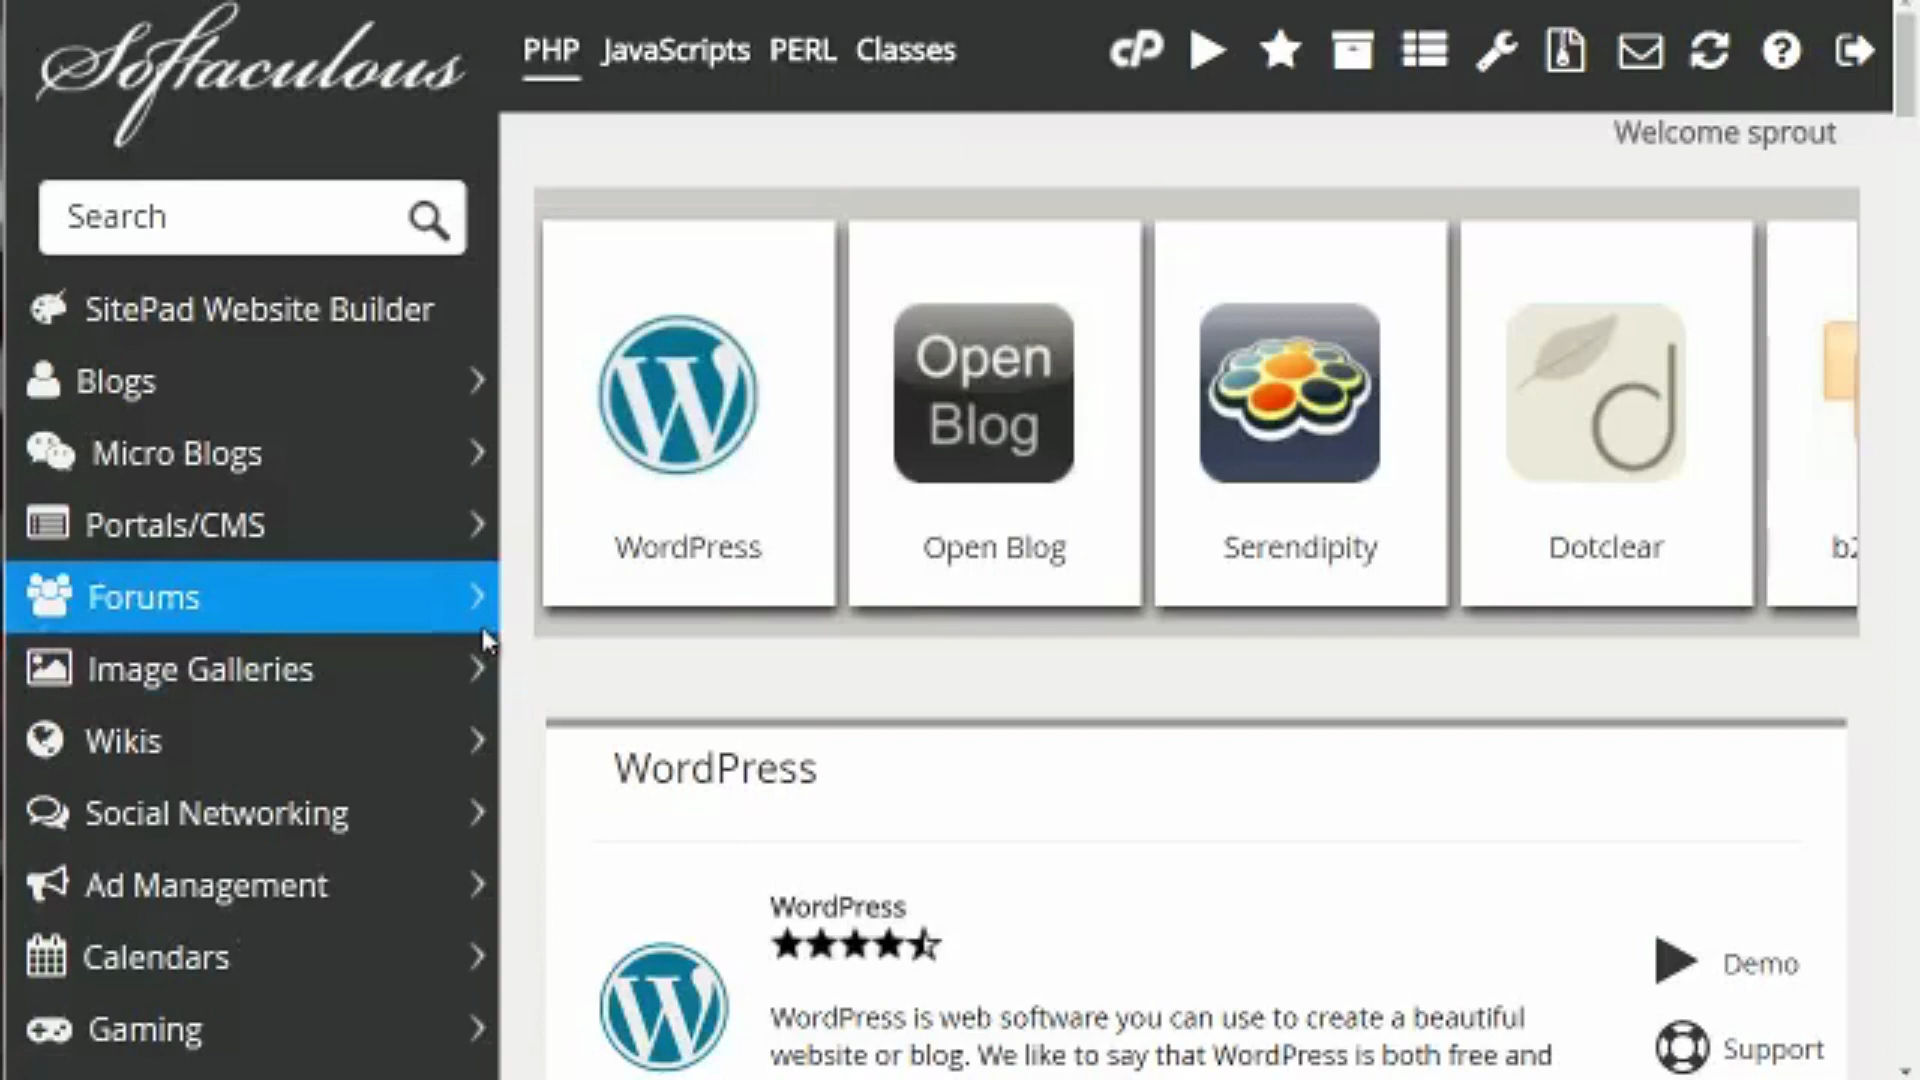 Softaculous
PHP JavaScripts PERL Classes
cP
Welcome sprout
Search
SitePad Website Builder
Blogs
Micro Blogs
Portals/CMS
Forums
Image Galleries
Wikis
Social Networking
Ad Management
Calendars
Gaming
Open
Blog
d
WordPress
Open Blog
Serendipity
Dotclear
WordPress
WordPress
Demo
WordPress is web software you can use to create a beautiful
website or blog. We like to say that WordPress is both free and
Support